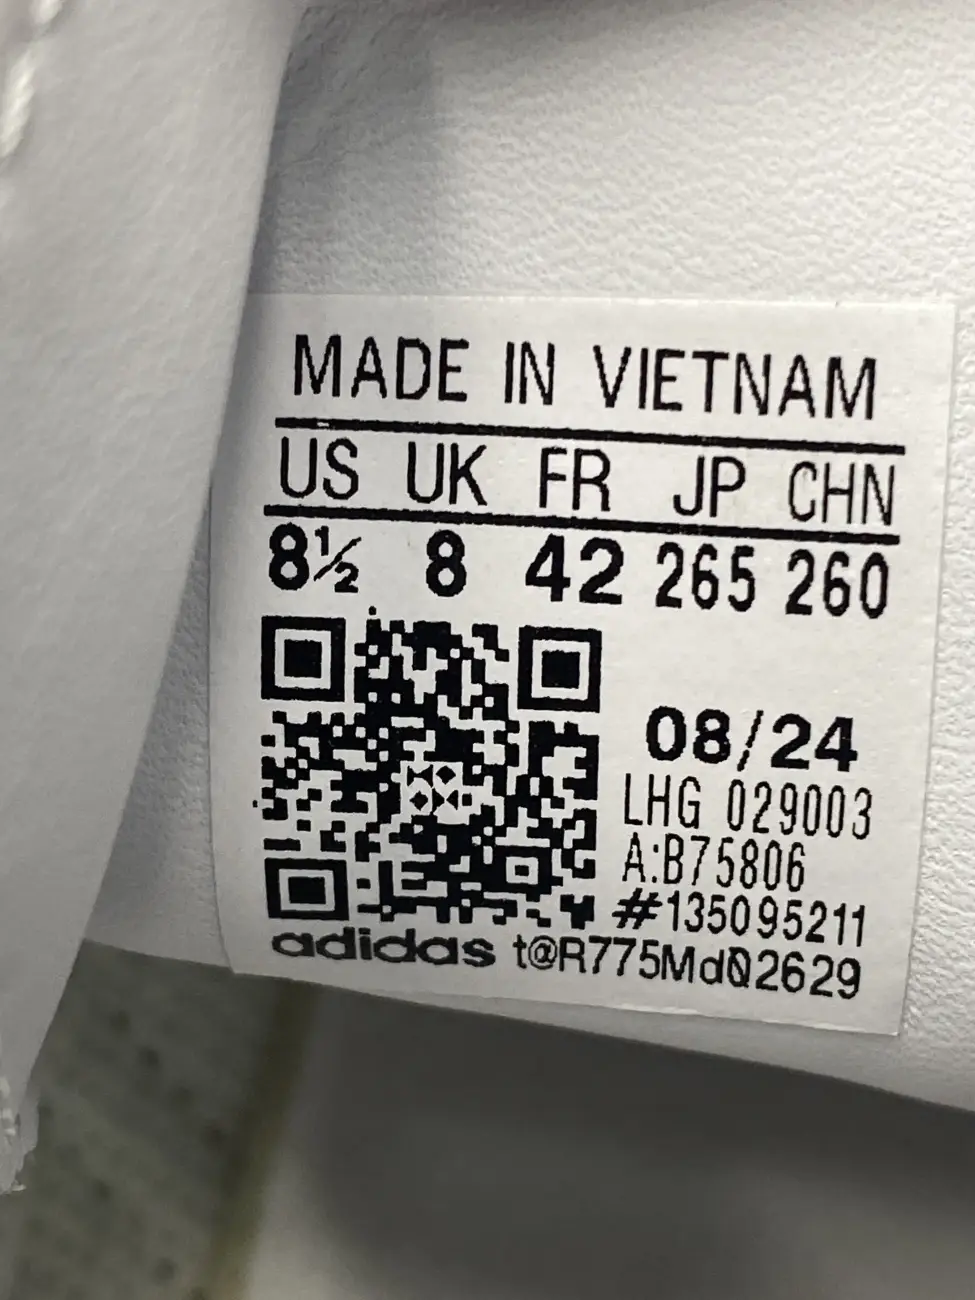 MADE IN VIETNAM
US UK FR JP CHN
8½ 8 42 265 260
08/24
LHG 029003
A:B75806
#135095211
adidas t@R775Md02629